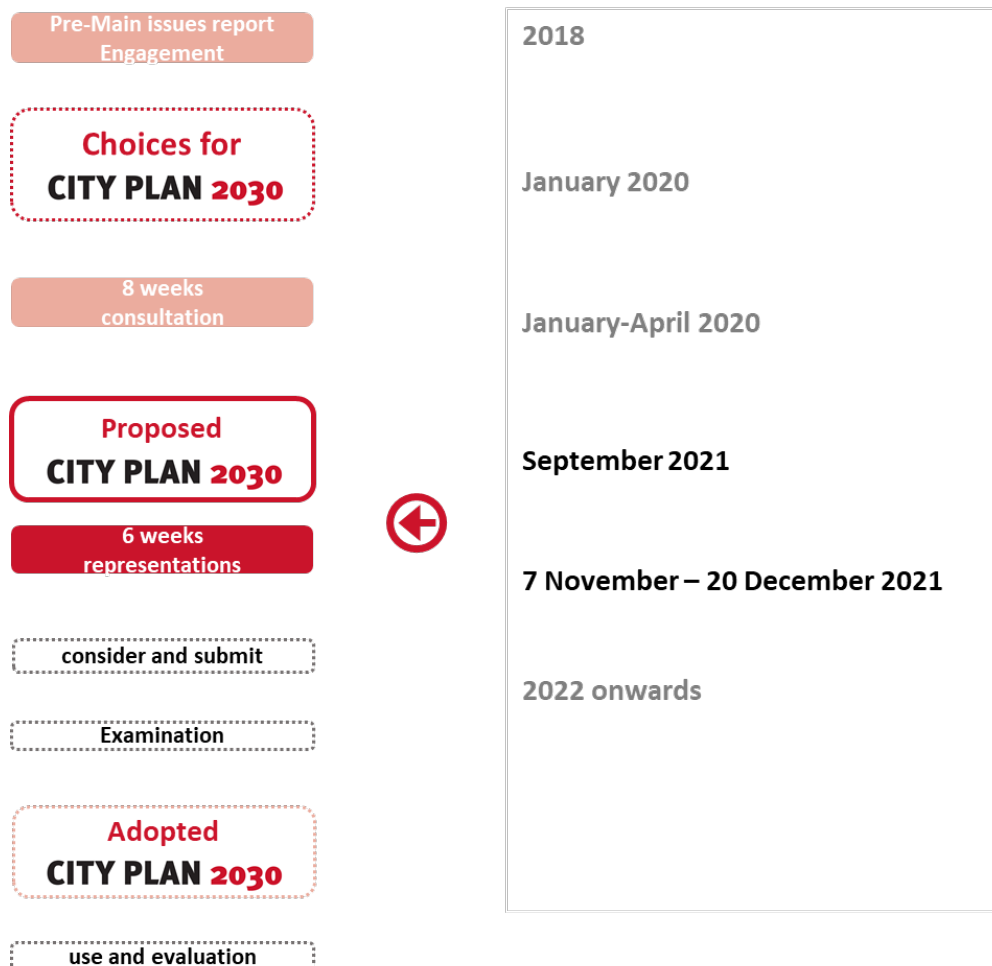 Pre-Main issues report
Engagement
2018
Choices for
CITY PLAN 2030
January 2020
8 weeks
consultation
January-April 2020
Proposed
CITY PLAN 2030
September 2021
6 weeks
representations
7 November – 20 December 2021
consider and submit
2022 onwards
Examination
Adopted
CITY PLAN 2030
use and evaluation